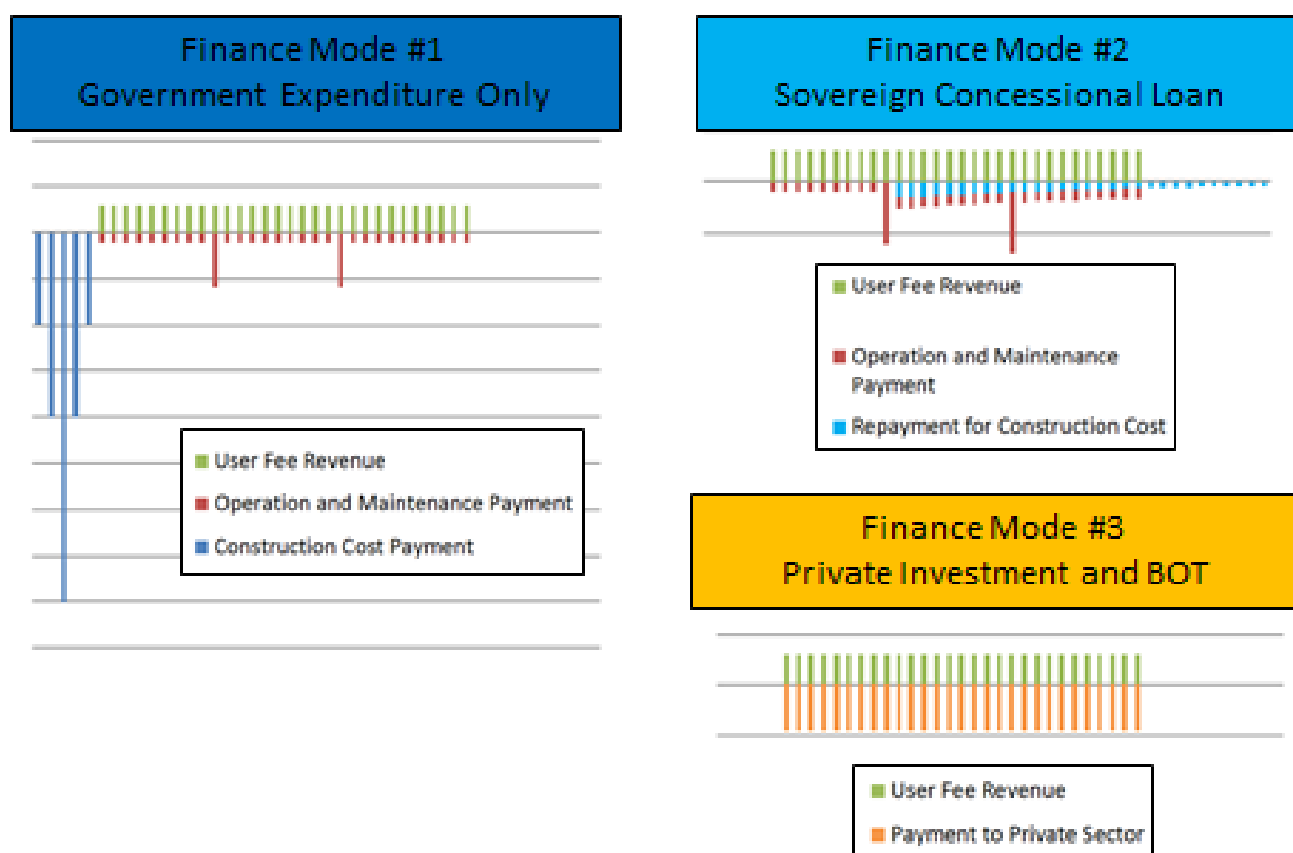 Finance Mode #1
Government Expenditure Only
User Fee Revenue
Operation and Maintenance Payment
Construction Cost Payment
Finance Mode #2
Sovereign Concessional Loan
User Fee Revenue
Operation and Maintenance
Payment
Repayment for Construction Cost
Finance Mode #3
Private Investment and BOT
User Fee Revenue
Payment to Private Sector